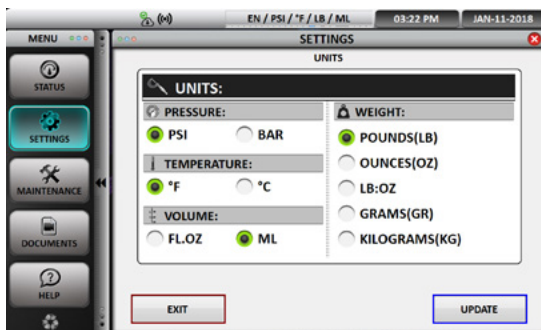 EN / PSI / °F / LB / ML
03:22 PM
JAN-11-2018
MENU
SETTINGS
UNITS
STATUS
SETTINGS
MAINTENANCE
DOCUMENTS
HELP
UNITS:
PRESSURE:
PSI
BAR
TEMPERATURE:
°F
°C
VOLUME:
FL.OZ
ML
WEIGHT:
POUNDS(LB)
OUNCES(OZ)
LB:OZ
GRAMS(GR)
KILOGRAMS(KG)
EXIT
UPDATE